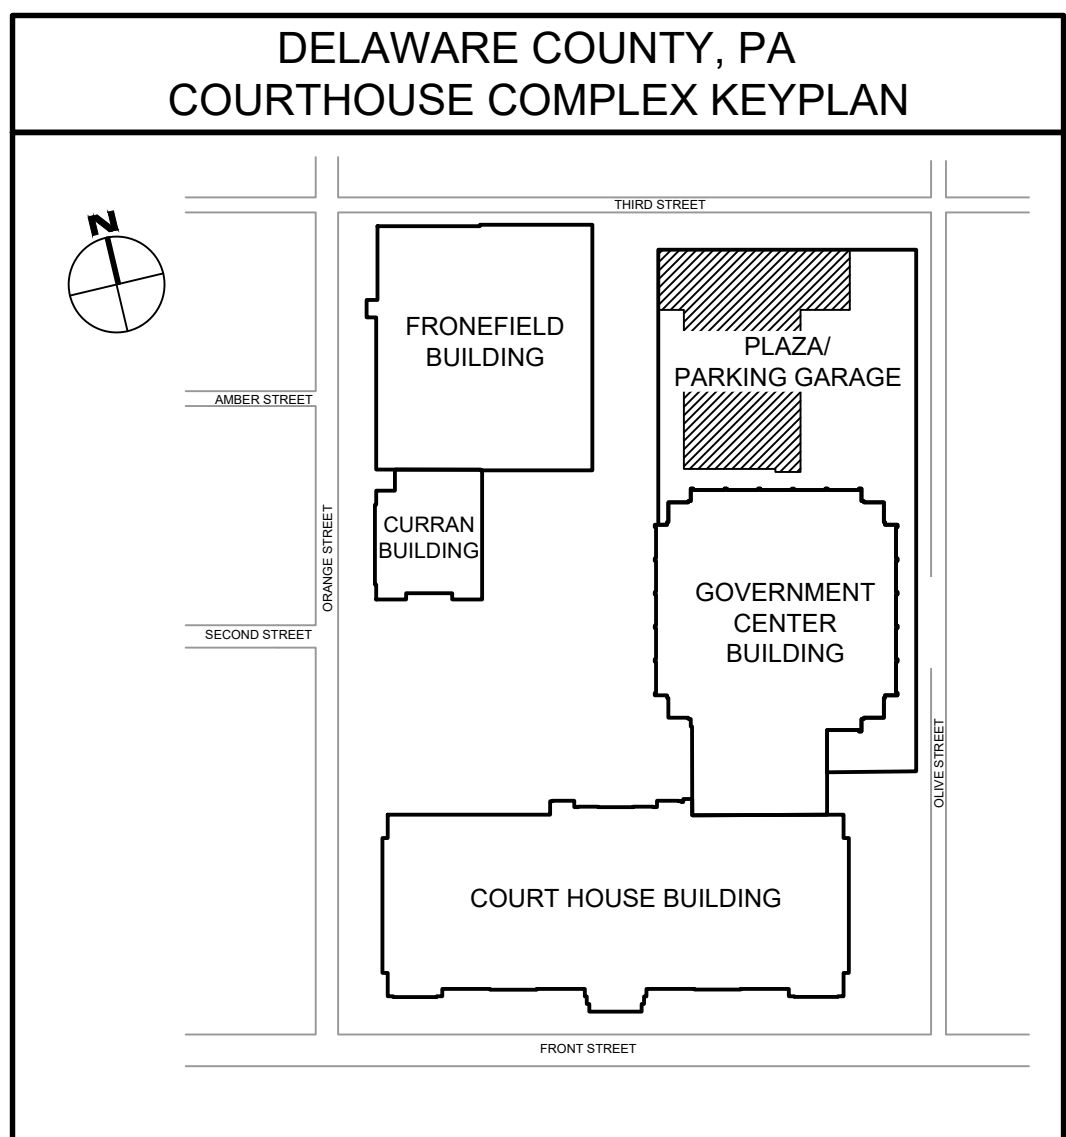 DELAWARE COUNTY, PA
COURTHOUSE COMPLEX KEYPLAN
N
THIRD STREET
FRONEFIELD
BUILDING
PLAZA/
PARKING GARAGE
AMBER STREET
CURRAN
BUILDING
ORANGE STREET
GOVERNMENT
CENTER
BUILDING
SECOND STREET
OLIVE STREET
COURT HOUSE BUILDING
FRONT STREET